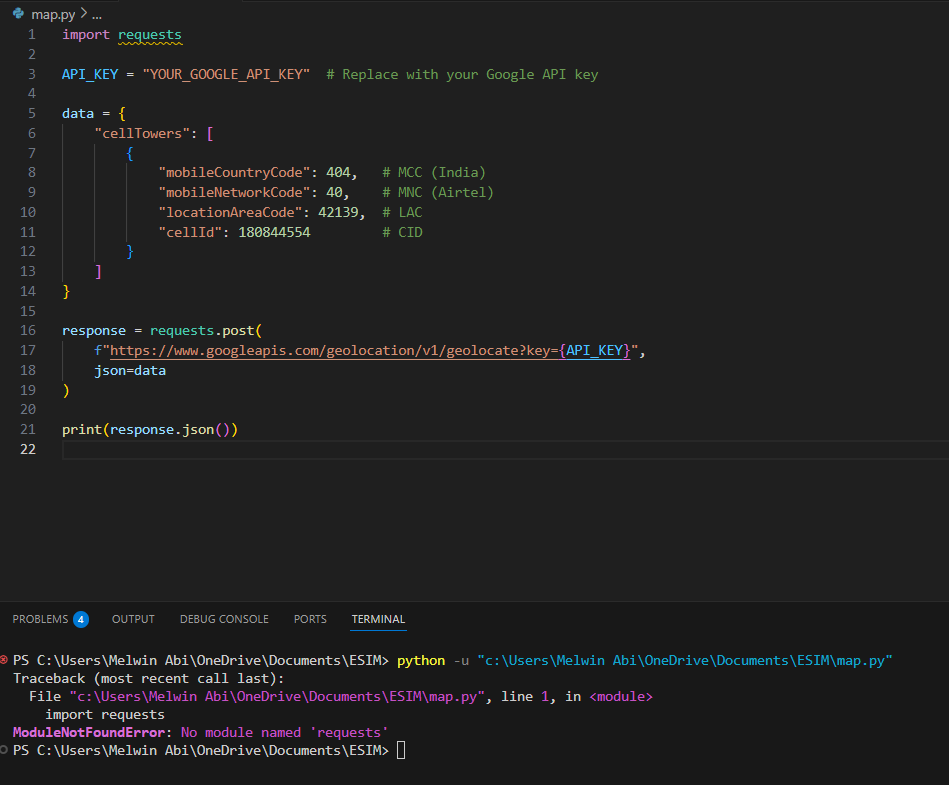 map.py > ...
1 import requests
2
3 API_KEY = "YOUR_GOOGLE_API_KEY"  # Replace with your Google API key
4
5 data = {
6     "cellTowers": [
7         {
8             "mobileCountryCode": 404,   # MCC (India)
9             "mobileNetworkCode": 40,    # MNC (Airtel)
10             "locationAreaCode": 42139,  # LAC
11             "cellId": 180844554         # CID
12         }
13     ]
14 }
15
16 response = requests.post(
17     f"https://www.googleapis.com/geolocation/v1/geolocate?key={API_KEY}",
18     json=data
19 )
20
21 print(response.json())
22
PROBLEMS 4 OUTPUT DEBUG CONSOLE PORTS TERMINAL
PS C:\Users\Melwin Abi\OneDrive\Documents\ESIM> python -u "c:\Users\Melwin Abi\OneDrive\Documents\ESIM\map.py"
Traceback (most recent call last):
  File "c:\Users\Melwin Abi\OneDrive\Documents\ESIM\map.py", line 1, in <module>
    import requests
ModuleNotFoundError: No module named 'requests'
PS C:\Users\Melwin Abi\OneDrive\Documents\ESIM>